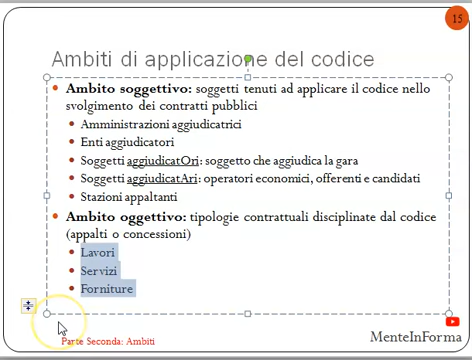 15
Ambiti di applicazione del codice
Ambito soggettivo: soggetti tenuti ad applicare il codice nello
svolgimento dei contratti pubblici
Amministrazioni aggiudicatrici
Enti aggiudicatori
Soggetti aggiudicatOri: soggetto che aggiudica la gara
Soggetti aggiudicatAri: operatori economici, offerenti e candidati
Stazioni appaltanti
Ambito oggettivo: tipologie contrattuali disciplinate dal codice
(appalti o concessioni)
Lavori
Servizi
Forniture
Parte Seconda: Ambiti
MenteInForma